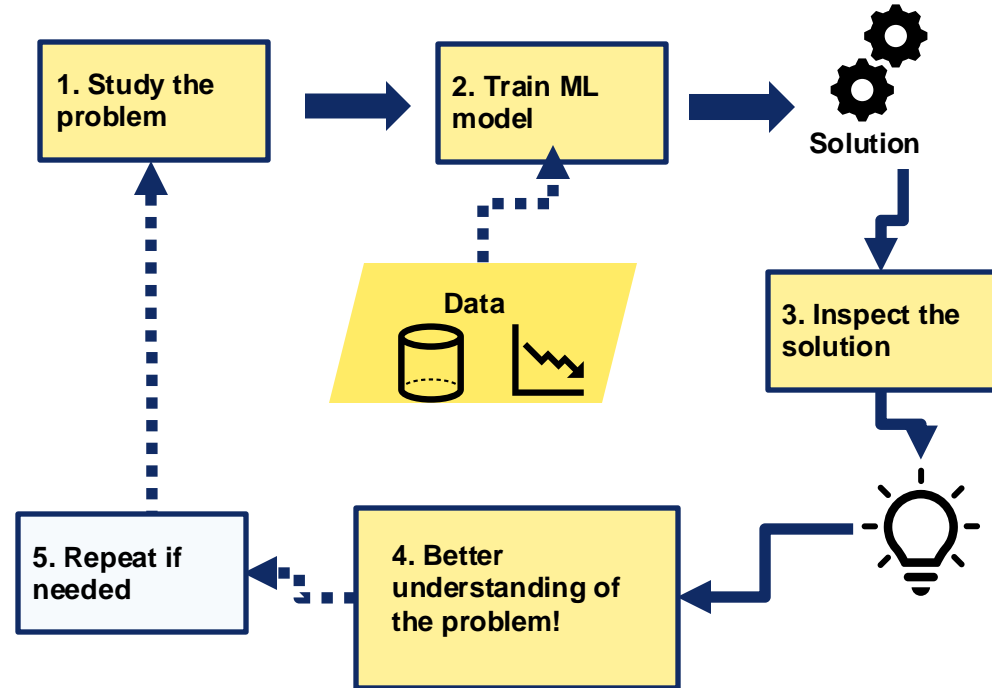 1. Study the
problem
2. Train ML
model
Solution
Data
3. Inspect the
solution
4. Better
understanding of
the problem!
5. Repeat if
needed